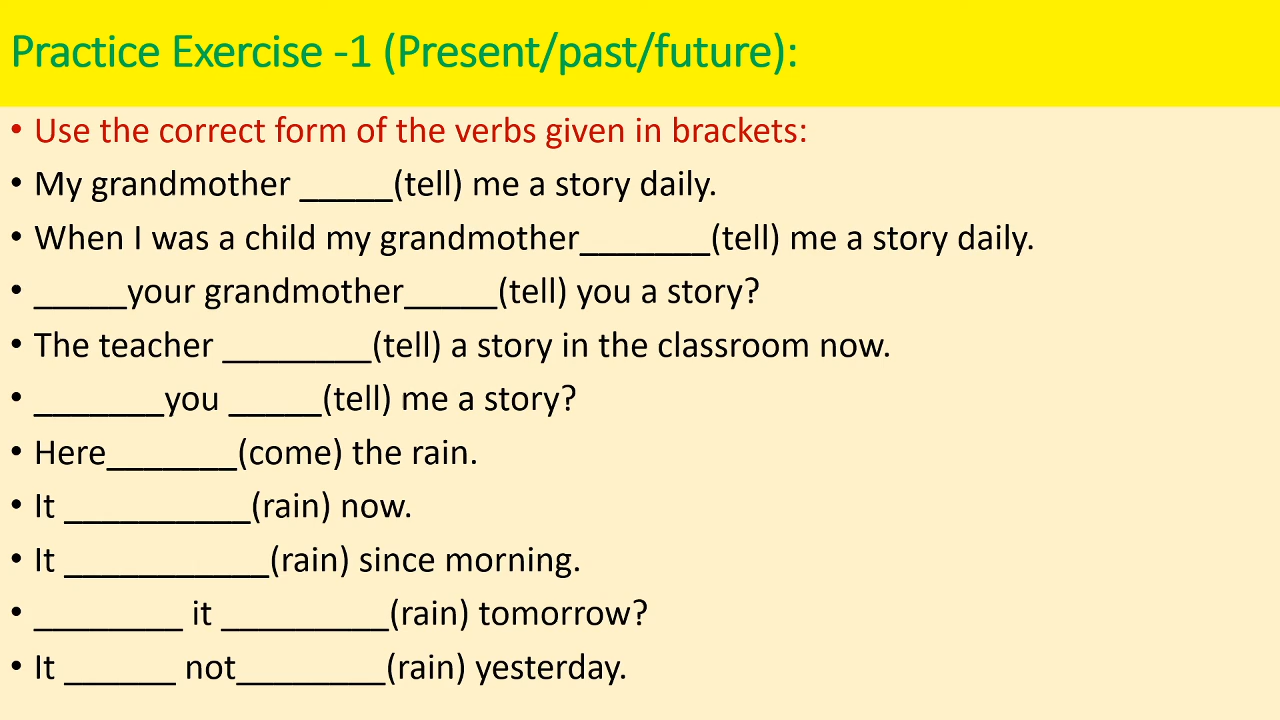 Practice Exercise -1 (Present/past/future):
• Use the correct form of the verbs given in brackets:
• My grandmother _____(tell) me a story daily.
• When I was a child my grandmother_______(tell) me a story daily.
• _____your grandmother_____(tell) you a story?
• The teacher ________(tell) a story in the classroom now.
• _______you _____(tell) me a story?
• Here_______(come) the rain.
• It __________(rain) now.
• It ___________(rain) since morning.
• ________ it _________(rain) tomorrow?
• It ______ not________(rain) yesterday.